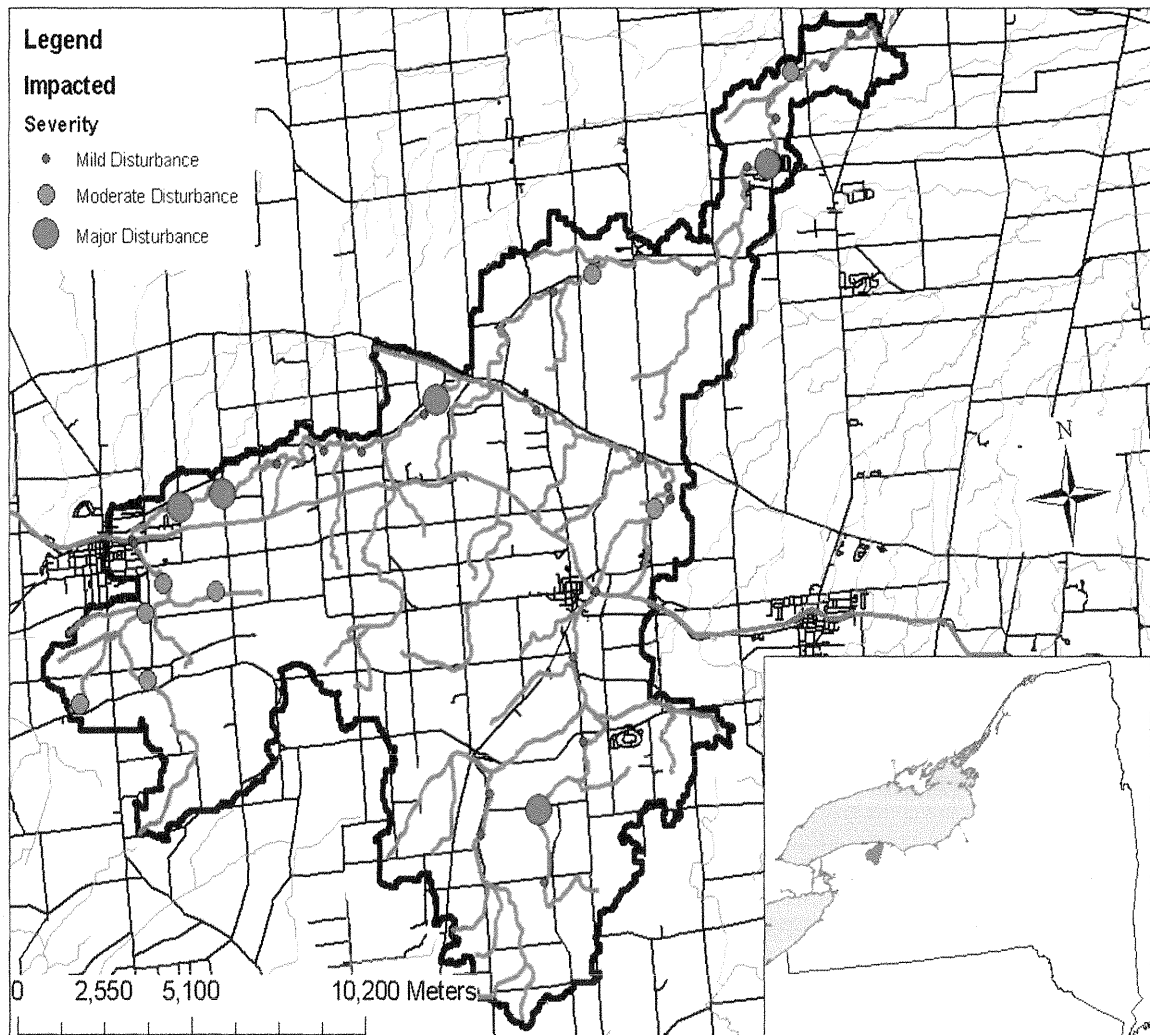 Legend
Impacted
Severity
Mild Disturbance
Moderate Disturbance
Major Disturbance
N
0 2,550 5,100 10,200 Meters